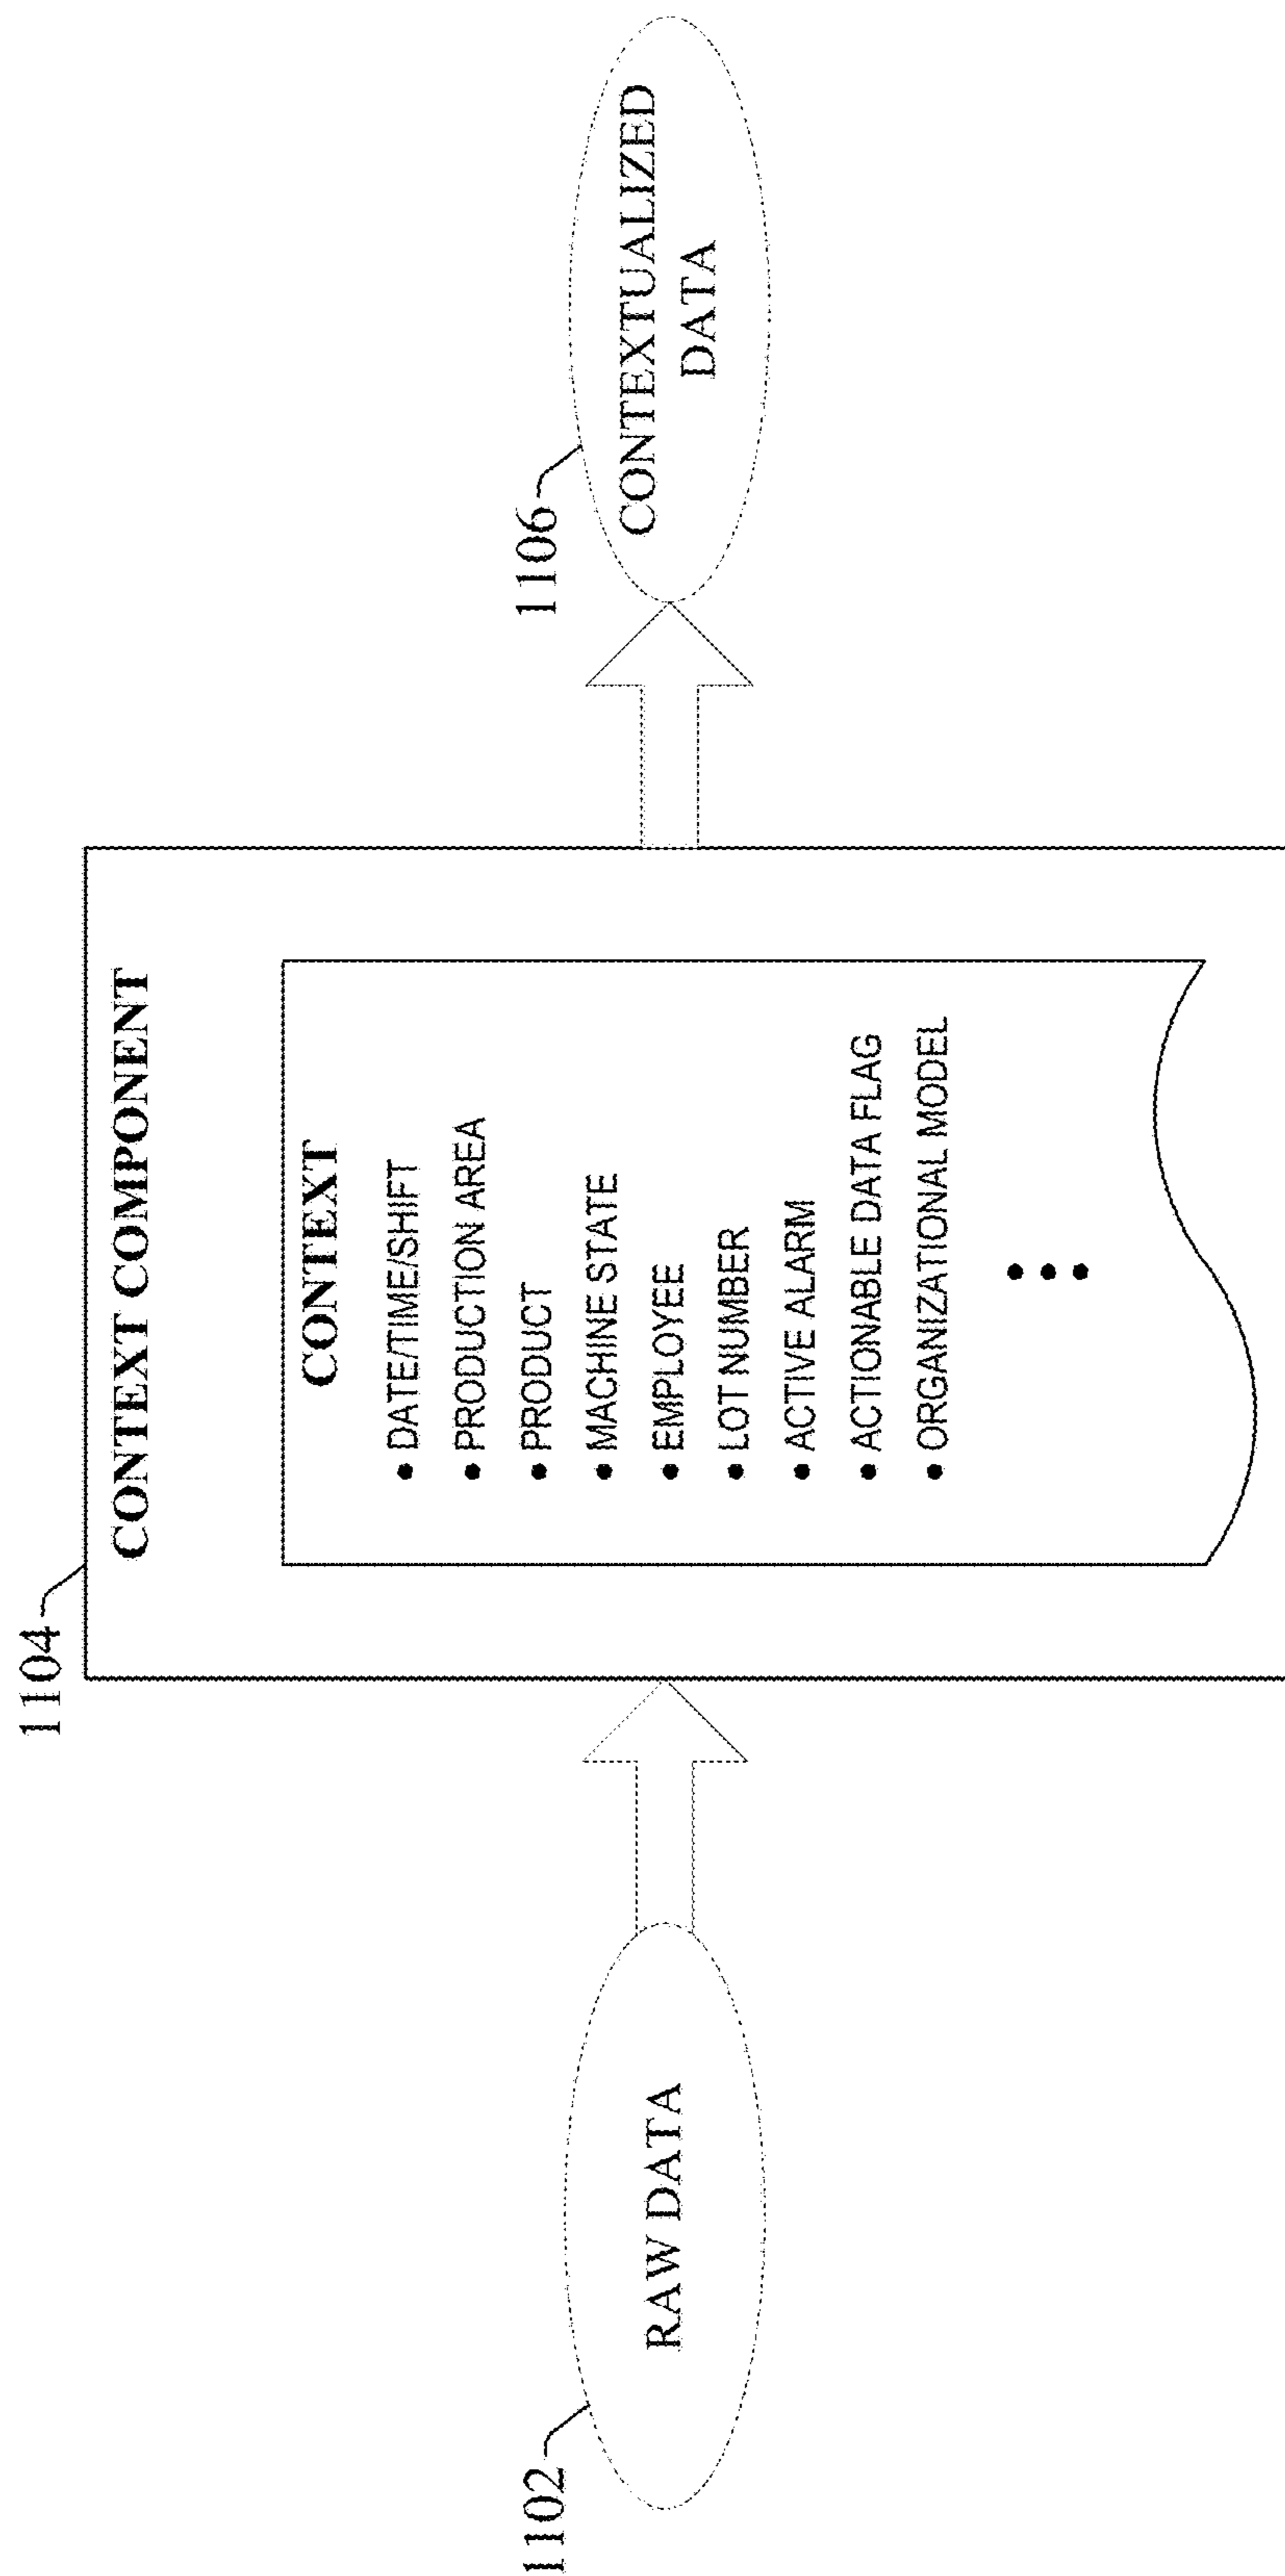 1104
CONTEXT COMPONENT
CONTEXT
• DATE/TIME/SHIFT
• PRODUCTION AREA
• PRODUCT
• MACHINE STATE
• EMPLOYEE
• LOT NUMBER
• ACTIVE ALARM
• ACTIONABLE DATA FLAG
• ORGANIZATIONAL MODEL
• • •
1102
RAW DATA
1106
CONTEXTUALIZED
DATA